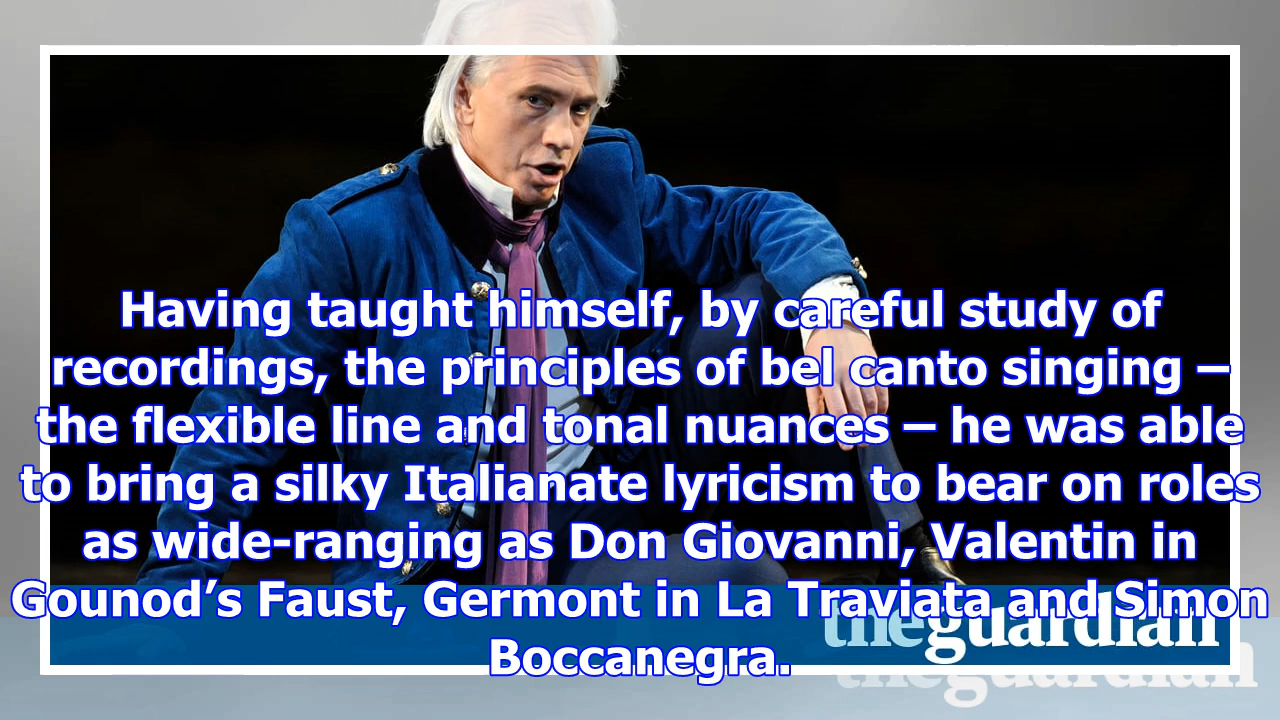 Having taught himself, by careful study of
recordings, the principles of bel canto singing –
the flexible line and tonal nuances – he was able
to bring a silky Italianate lyricism to bear on roles
as wide-ranging as Don Giovanni, Valentin in
Gounod’s Faust, Germont in La Traviata and Simon
Boccanegra.
theguardian
theguardian